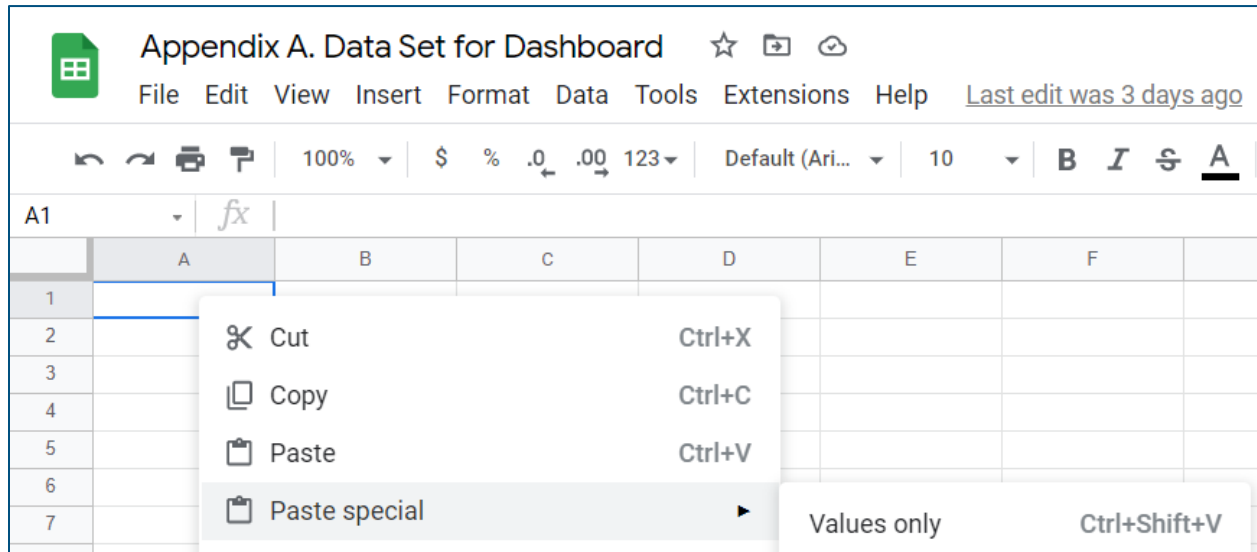 Appendix A. Data Set for Dashboard
File Edit View Insert Format Data Tools Extensions Help Last edit was 3 days ago
100% $ % .0 .00 123 Default (Ari... 10 B I S A
A1 fx
A B C D E F
1
2 Cut Ctrl+X
3
4 Copy Ctrl+C
5 Paste Ctrl+V
6
7 Paste special Values only Ctrl+Shift+V